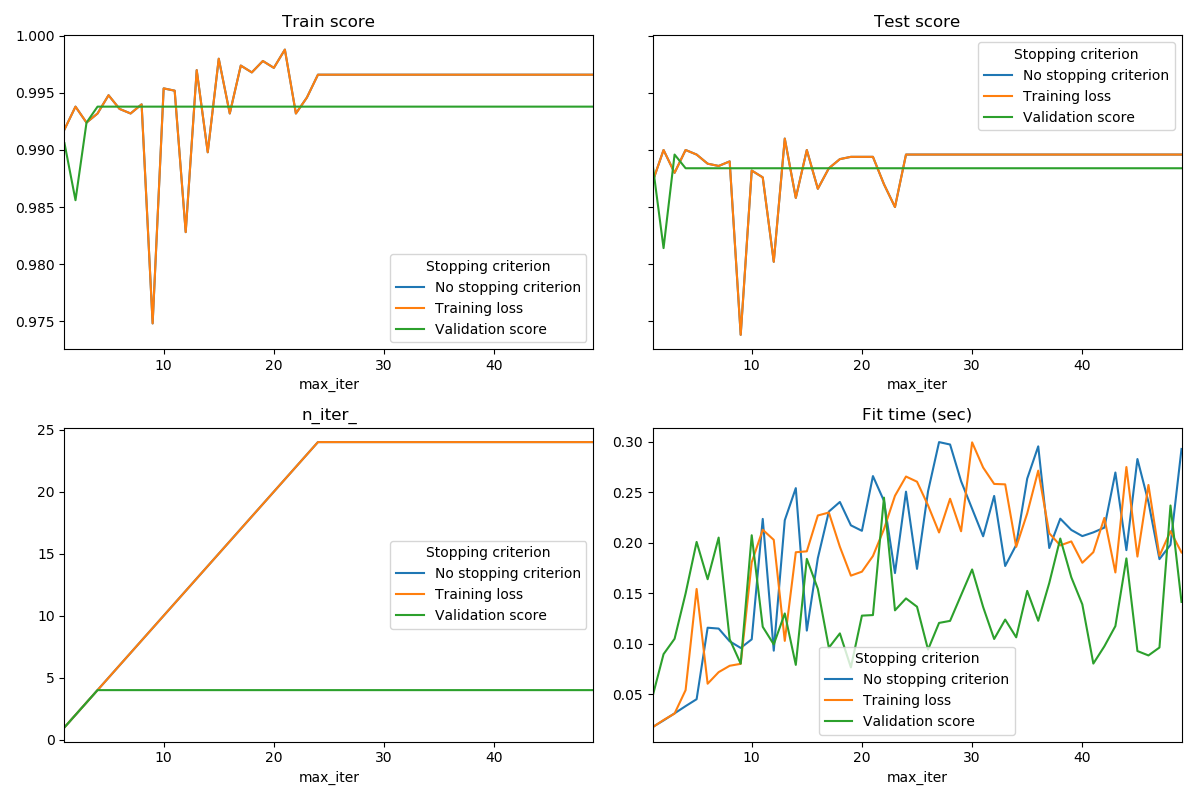 Train score
1.000
0.995
0.990
0.985
0.980
0.975
Stopping criterion
No stopping criterion
Training loss
Validation score
10 20 30 40
max_iter
Test score
Stopping criterion
No stopping criterion
Training loss
Validation score
10 20 30 40
max_iter
n_iter_
25
20
15
10
5
0
Stopping criterion
No stopping criterion
Training loss
Validation score
10 20 30 40
max_iter
Fit time (sec)
0.30
0.25
0.20
0.15
0.10
0.05
Stopping criterion
No stopping criterion
Training loss
Validation score
10 20 30 40
max_iter